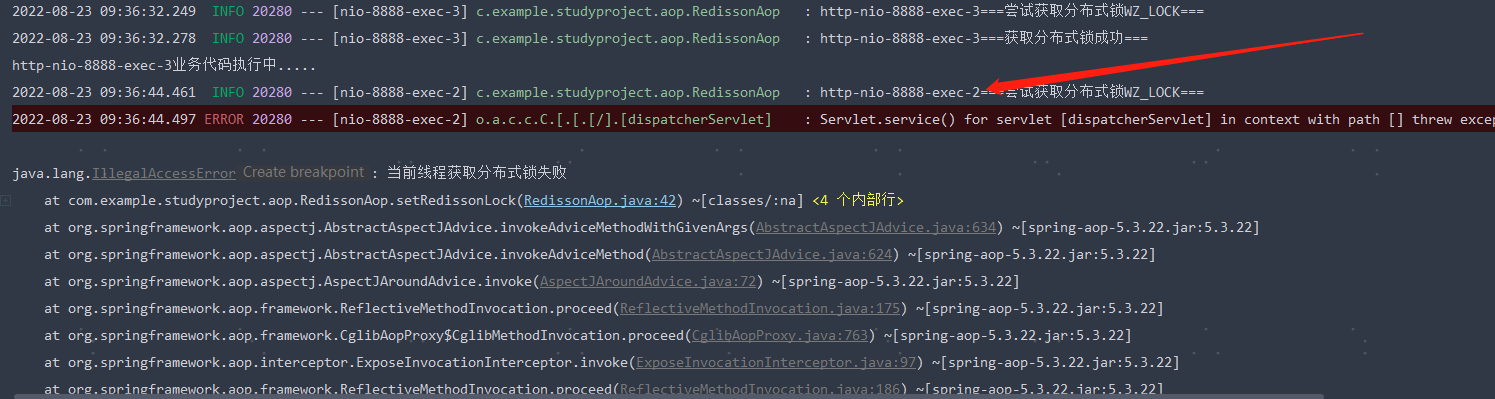 2022-08-23 09:36:32.249  INFO 20280 --- [nio-8888-exec-3] c.example.studyproject.aop.RedissonAop   : http-nio-8888-exec-3===尝试获取分布式锁WZ_LOCK===
2022-08-23 09:36:32.278  INFO 20280 --- [nio-8888-exec-3] c.example.studyproject.aop.RedissonAop   : http-nio-8888-exec-3===获取分布式锁成功===
http-nio-8888-exec-3业务代码执行中.....
2022-08-23 09:36:44.461  INFO 20280 --- [nio-8888-exec-2] c.example.studyproject.aop.RedissonAop   : http-nio-8888-exec-2===尝试获取分布式锁WZ_LOCK===
2022-08-23 09:36:44.497 ERROR 20280 --- [nio-8888-exec-2] o.a.c.c.C.[.[.[/].[dispatcherServlet]    : Servlet.service() for servlet [dispatcherServlet] in context with path [] threw excep
java.lang.IllegalAccessError Create breakpoint : 当前线程获取分布式锁失败
at com.example.studyproject.aop.RedissonAop.setRedissonLock(RedissonAop.java:42) ~[classes/:na] <4 个内部行>
at org.springframework.aop.aspectj.AbstractAspectJAdvice.invokeAdviceMethodWithGivenArgs(AbstractAspectJAdvice.java:634) ~[spring-aop-5.3.22.jar:5.3.22]
at org.springframework.aop.aspectj.AbstractAspectJAdvice.invokeAdviceMethod(AbstractAspectJAdvice.java:624) ~[spring-aop-5.3.22.jar:5.3.22]
at org.springframework.aop.aspectj.AspectJAroundAdvice.invoke(AspectJAroundAdvice.java:72) ~[spring-aop-5.3.22.jar:5.3.22]
at org.springframework.aop.framework.ReflectiveMethodInvocation.proceed(ReflectiveMethodInvocation.java:175) ~[spring-aop-5.3.22.jar:5.3.22]
at org.springframework.aop.framework.CglibAopProxy$CglibMethodInvocation.proceed(CglibAopProxy.java:763) ~[spring-aop-5.3.22.jar:5.3.22]
at org.springframework.aop.interceptor.ExposeInvocationInterceptor.invoke(ExposeInvocationInterceptor.java:97) ~[spring-aop-5.3.22.jar:5.3.22]
at org.springframework.aop.framework.ReflectiveMethodInvocation.proceed(ReflectiveMethodInvocation.java:186) ~[spring-aop-5.3.22.jar:5.3.22]